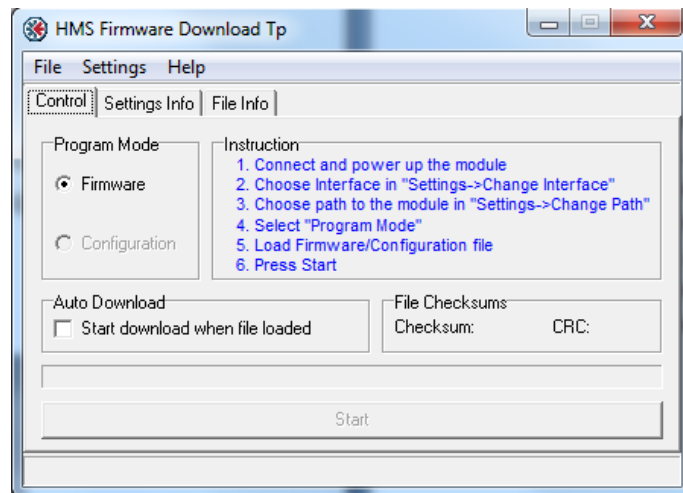 HMS Firmware Download Tp
File Settings Help
Control Settings Info File Info
Program Mode
Firmware
Configuration
Instruction
1. Connect and power up the module
2. Choose Interface in "Settings->Change Interface"
3. Choose path to the module in "Settings->Change Path"
4. Select "Program Mode"
5. Load Firmware/Configuration file
6. Press Start
Auto Download
Start download when file loaded
File Checksums
Checksum: CRC:
Start